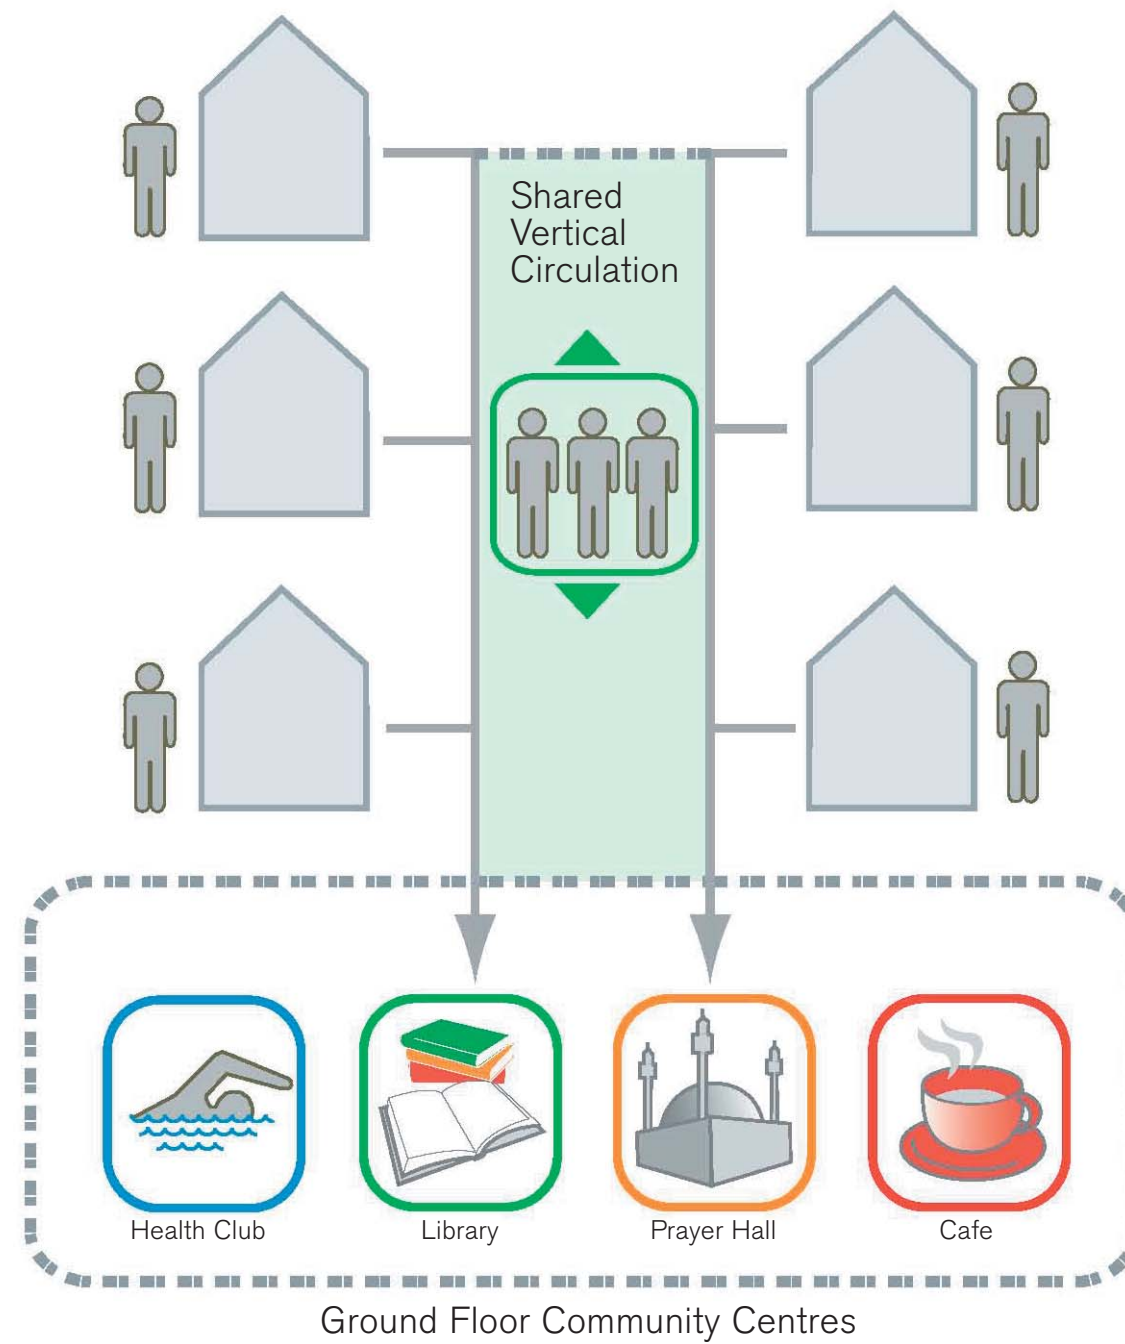 Shared
Vertical
Circulation
Health Club
Library
Prayer Hall
Cafe
Ground Floor Community Centres